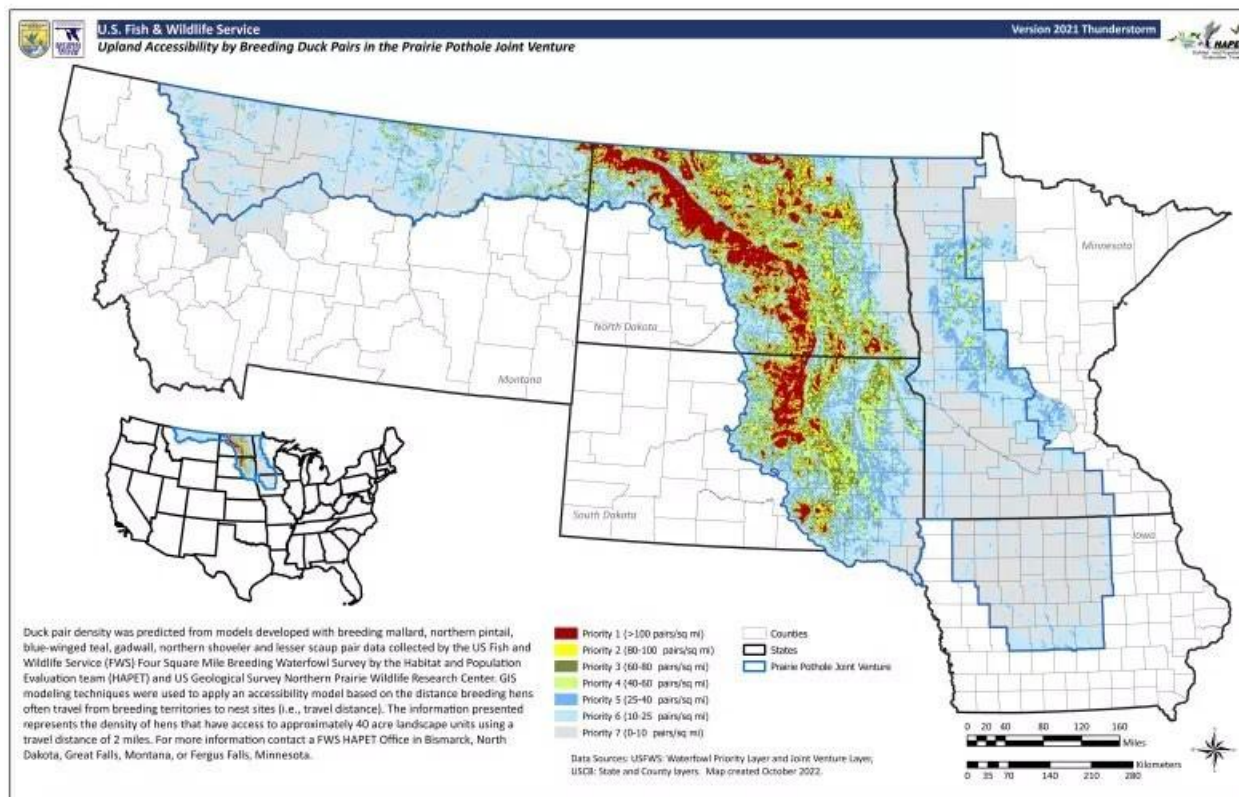 U.S. Fish & Wildlife Service
Version 2021 Thunderstorm
Upland Accessibility by Breeding Duck Pairs in the Prairie Pothole Joint Venture
HAPET
Minnesota
North Dakota
Montana
South Dakota
Iowa
Duck pair density was predicted from models developed with breeding mallard, northern pintail,
blue-winged teal, gadwall, northern shoveler and lesser scaup pair data collected by the US Fish and
Wildlife Service (FWS) Four Square Mile Breeding Waterfowl Survey by the Habitat and Population
Evaluation team (HAPET) and US Geological Survey Northern Prairie Wildlife Research Center. GIS
modeling techniques were used to apply an accessibility model based on the distance breeding hens
often travel from breeding territories to nest sites (i.e., travel distance). The information presented
represents the density of hens that have access to approximately 40 acre landscape units using a
travel distance of 2 miles. For more information contact a FWS HAPET Office in Bismarck, North
Dakota, Great Falls, Montana, or Fergus Falls, Minnesota.
Priority 1 (>100 pairs/sq mi)
Priority 2 (80-100 pairs/sq mi)
Priority 3 (60-80 pairs/sq mi)
Priority 4 (40-60 pairs/sq mi)
Priority 5 (25-40 pairs/sq mi)
Priority 6 (10-25 pairs/sq mi)
Priority 7 (0-10 pairs/sq mi)
Counties
States
Prairie Pothole Joint Venture
Data Sources: USFWS: Waterfowl Priority Layer and Joint Venture Layer,
USCB: State and County layers. Map created October 2022.
0 20 40 80 120 160
Miles
Kilometers
0 35 70 140 210 280